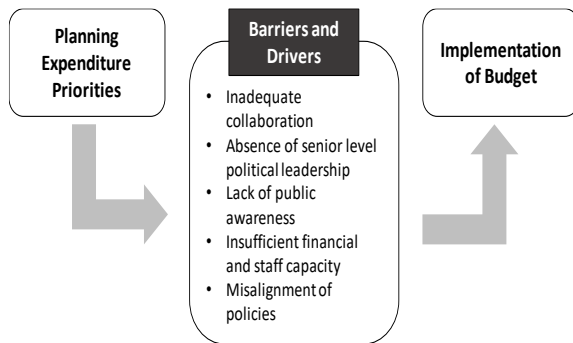 Planning
Expenditure
Priorities
Barriers and
Drivers
• Inadequate
collaboration
• Absence of senior level
political leadership
• Lack of public
awareness
• Insufficient financial
and staff capacity
• Misalignment of
policies
Implementation
of Budget